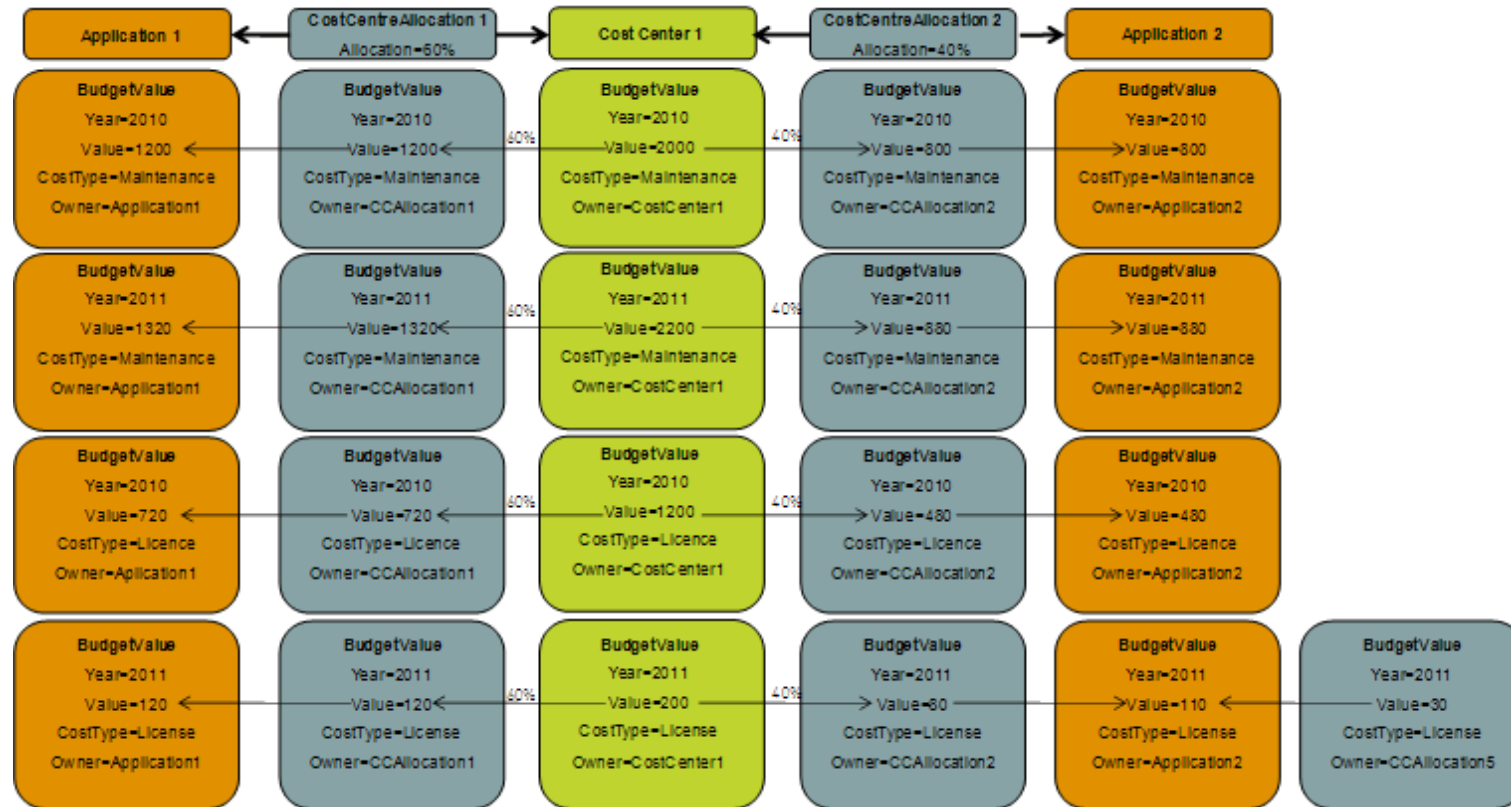 Application 1
CostCentreAllocation 1
Allocation=60%
Cost Center 1
CostCentreAllocation 2
Allocation=40%
Application 2
BudgetValue
Year=2010
Value=1200
CostType=Maintenance
Owner=Application1
BudgetValue
Year=2010
Value=1200
CostType=Maintenance
Owner=CCAllocation1
60%
BudgetValue
Year=2010
Value=2000
CostType=Maintenance
Owner=CostCenter1
40%
BudgetValue
Year=2010
Value=800
CostType=Maintenance
Owner=CCAllocation2
BudgetValue
Year=2010
Value=800
CostType=Maintenance
Owner=Application2
BudgetValue
Year=2011
Value=1320
CostType=Maintenance
Owner=Application1
BudgetValue
Year=2011
Value=1320
CostType=Maintenance
Owner=CCAllocation1
60%
BudgetValue
Year=2011
Value=2200
CostType=Maintenance
Owner=CostCenter1
40%
BudgetValue
Year=2011
Value=880
CostType=Maintenance
Owner=CCAllocation2
BudgetValue
Year=2011
Value=880
CostType=Maintenance
Owner=Application2
BudgetValue
Year=2010
Value=720
CostType=Licence
Owner=Aplication1
BudgetValue
Year=2010
Value=720
CostType=Licence
Owner=CCAllocation1
60%
BudgetValue
Year=2010
Value=1200
CostType=Licence
Owner=CostCenter1
40%
BudgetValue
Year=2010
Value=480
CostType=Licence
Owner=CCAllocation2
BudgetValue
Year=2010
Value=480
CostType=Licence
Owner=Application2
BudgetValue
Year=2011
Value=120
CostType=License
Owner=Application1
BudgetValue
Year=2011
Value=120
CostType=License
Owner=CCAllocation1
60%
BudgetValue
Year=2011
Value=200
CostType=License
Owner=CostCenter1
40%
BudgetValue
Year=2011
Value=80
CostType=License
Owner=CCAllocation2
BudgetValue
Year=2011
Value=110
CostType=License
Owner=Application2
BudgetValue
Year=2011
Value=30
CostType=License
Owner=CCAllocation5